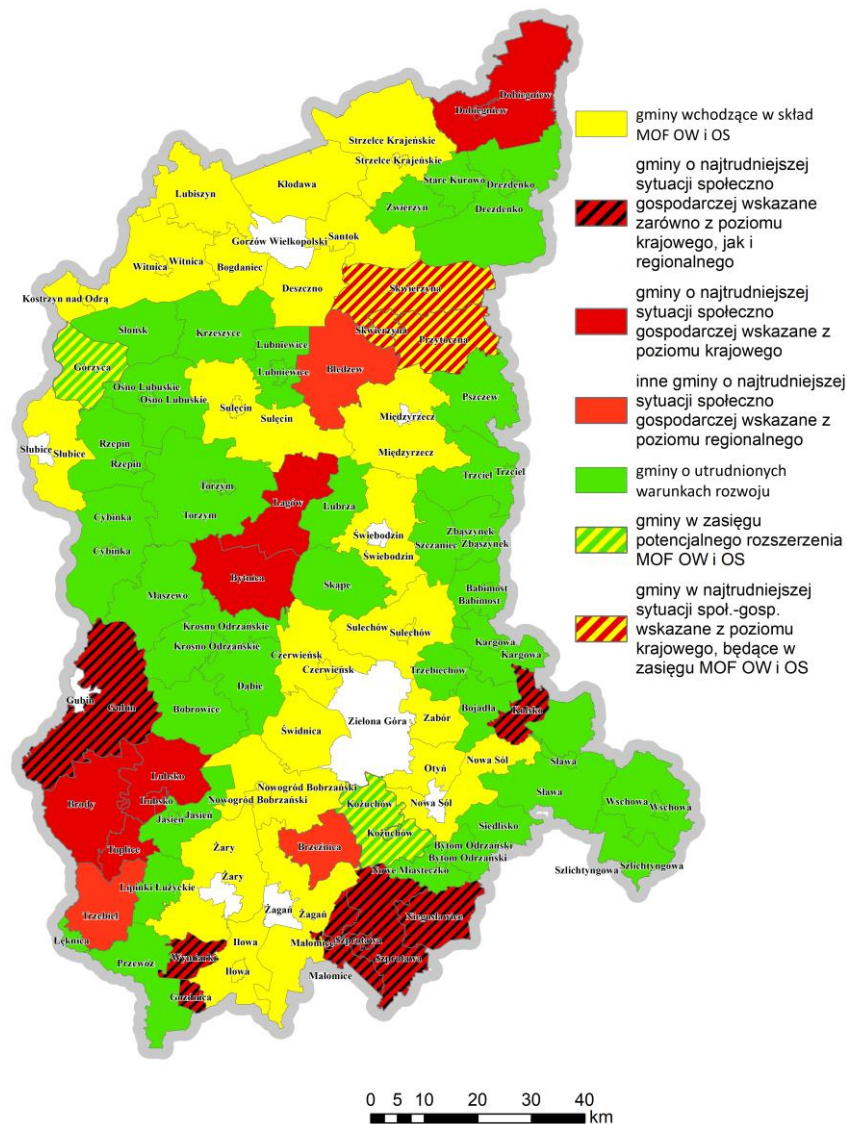 Dobiegniew
Dobiegniew
Strzelce Krajeńskie
Strzelce Krajeńskie
Stare Kurowo
Drezdenko
Kłodawa
Lubiszyn
Zwierzyn
Drezdenko
Santok
Gorzów Wielkopolski
Witnica
Witnica
Bogdaniec
Deszczno
Skwierzyna
Kostrzyn nad Odrą
Słońsk
Krzeszyce
Skwierzyna
Przytoczna
Lubniewice
Górzyca
Bledzew
Lubniewice
Ośno Lubuskie
Ośno Lubuskie
Pszczew
Sulęcin
Międzyrzecz
Sulęcin
Rzepin
Słubice
Słubice
Międzyrzecz
Rzepin
Trzciel
Trzciel
Torzym
Łagów
Lubrza
Cybinka
Torzym
Zbąszynek
Świebodzin
Szczaniec
Zbąszynek
Cybinka
Świebodzin
Bytnica
Skąpe
Babimost
Maszewo
Babimost
Krosno Odrzańskie
Sulechów
Sulechów
Kargowa
Krosno Odrzańskie
Czerwieńsk
Kargowa
Czerwieńsk
Trzebiechów
Dąbie
Gubin
Gubin
Bobrowice
Bojadła
Kolsko
Zielona Góra
Zabór
Świdnica
Otyń
Nowa Sól
Sława
Lubsko
Sława
Nowogród Bobrzański
Wschowa
Brody
Lubsko
Nowogród Bobrzański
Kożuchów
Nowa Sól
Wschowa
Jasień
Jasień
Siedlisko
Kożuchów
Żary
Brzeźnica
Bytom Odrzański
Tuplice
Bytom Odrzański
Nowe Miasteczko
Szlichtyngowa
Szlichtyngowa
Lipinki Łużyckie
Żary
Trzebiel
Żagań
Żagań
Niegosławice
Łęknica
Iłowa
Małomice
Szprotawa
Wymiarki
Szprotawa
Przewóz
Iłowa
Małomice
Gozdnica
gminy wchodzące w skład
MOF OW i OS
gminy o najtrudniejszej
sytuacji społeczno
gospodarczej wskazane
zarówno z poziomu
krajowego, jak i
regionalnego
gminy o najtrudniejszej
sytuacji społeczno
gospodarczej wskazane z
poziomu krajowego
inne gminy o najtrudniejszej
sytuacji społeczno
gospodarczej wskazane z
poziomu regionalnego
gminy o utrudnionych
warunkach rozwoju
gminy w zasięgu
potencjalnego rozszerzenia
MOF OW i OS
gminy w najtrudniejszej
sytuacji społ.-gosp.
wskazane z poziomu
krajowego, będące w
zasięgu MOF OW i OS
0 5 10 20 30 40
km